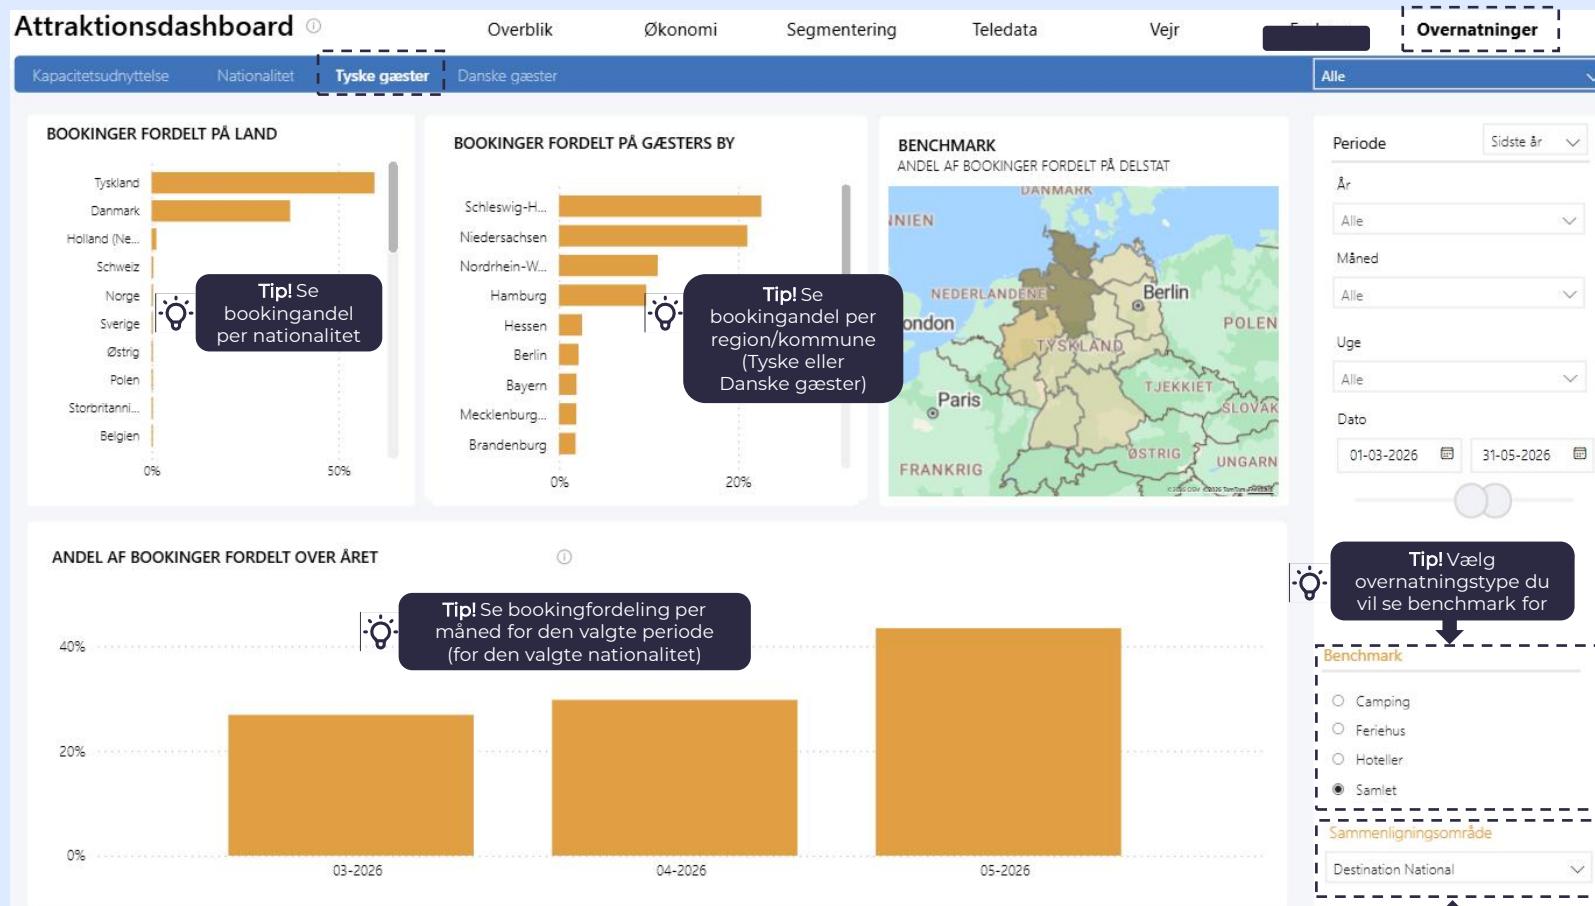 Attraktionsdashboard
Overblik
Økonomi
Segmentering
Teledata
Vejr
Overnatninger
Kapacitetsudnyttelse
Nationalitet
Tyske gæster
Danske gæster
Alle
BOOKINGER FORDELT PÅ LAND
Tyskland
Danmark
Holland (Ne...
Schweiz
Norge
Sverige
Østrig
Polen
Storbritanni...
Belgien
0%
50%
Tip! Se
bookingandel
per nationalitet
BOOKINGER FORDELT PÅ GÆSTERS BY
Schleswig-H...
Niedersachsen
Nordrhein-W...
Hamburg
Hessen
Berlin
Bayern
Mecklenburg...
Brandenburg
0%
20%
Tip! Se
bookingandel per
region/kommune
(Tyske eller
Danske gæster)
BENCHMARK
ANDEL AF BOOKINGER FORDELT PÅ DELSTAT
DANMARK
NNIEN
NEDERLANDENE
Berlin
ondon
POLEN
TYSKLAND
TJEKKIET
Paris
SLOVAK
ØSTRIG
UNGARN
FRANKRIG
Periode
Sidste år
År
Alle
Måned
Alle
Uge
Alle
Dato
01-03-2026
31-05-2026
Tip! Vælg
overnatningstype du
vil se benchmark for
Benchmark
Camping
Feriehus
Hoteller
Samlet
Sammenligningsområde
Destination National
ANDEL AF BOOKINGER FORDELT OVER ÅRET
Tip! Se bookingfordeling per
måned for den valgte periode
(for den valgte nationalitet)
40%
20%
0%
03-2026
04-2026
05-2026